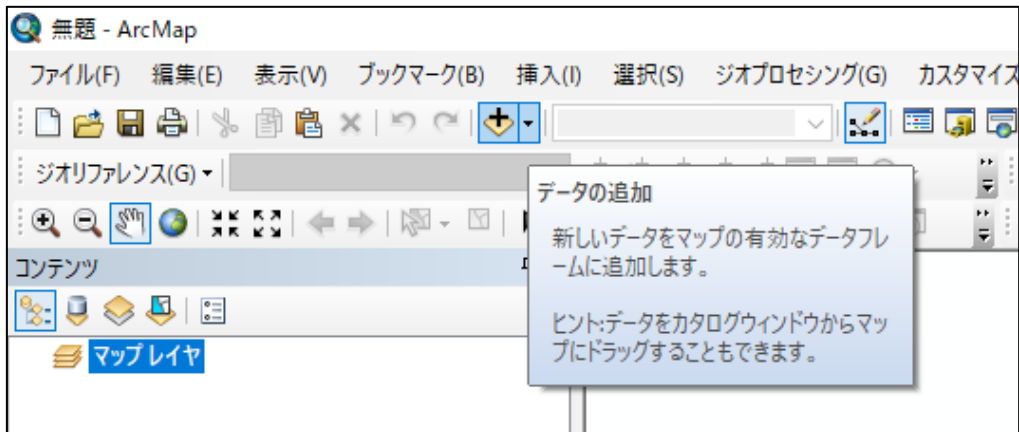 無題 - ArcMap
ファイル(F) 編集(E) 表示(V) ブックマーク(B) 挿入(I) 選択(S) ジオプロセシング(G) カスタマイズ
ジオリファレンス(G)
データの追加
新しいデータをマップの有効なデータフレ
ームに追加します。
ヒント:データをカタログウィンドウからマッ
プにドラッグすることもできます。
コンテンツ
マップ レイヤ